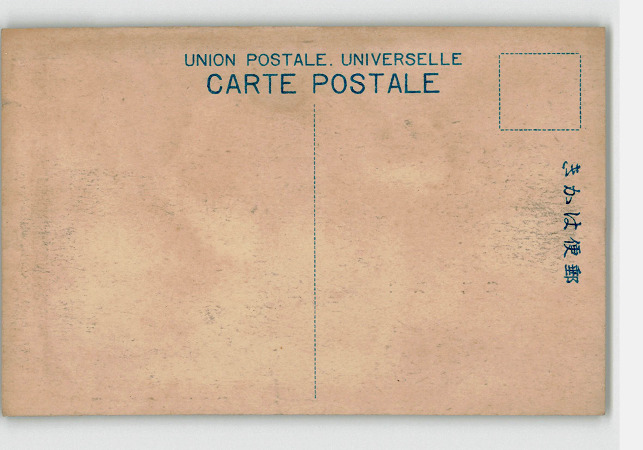 UNION POSTALE. UNIVERSELLE
CARTE POSTALE
郵便はかき